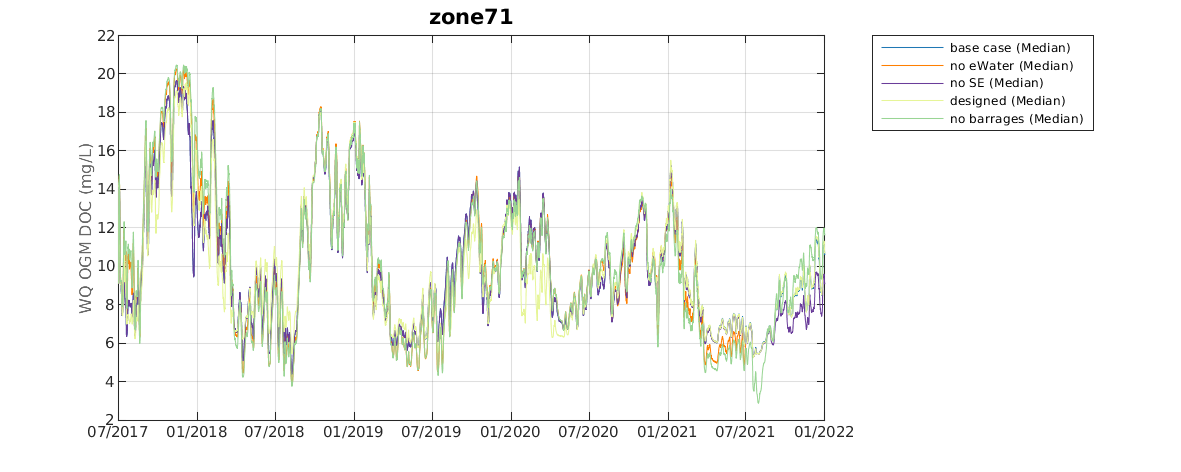 zone71
WQ OGM DOC (mg/L)
22
20
18
16
14
12
10
8
6
4
2
07/2017 01/2018 07/2018 01/2019 07/2019 01/2020 07/2020 01/2021 07/2021 01/2022
base case (Median)
no eWater (Median)
no SE (Median)
designed (Median)
no barrages (Median)